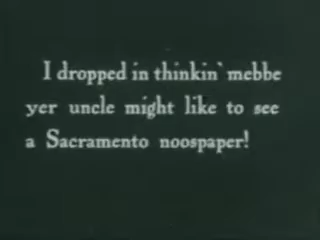 I dropped in thinkin' mebbe
yer uncle might like to see
a Sacramento noospaper!